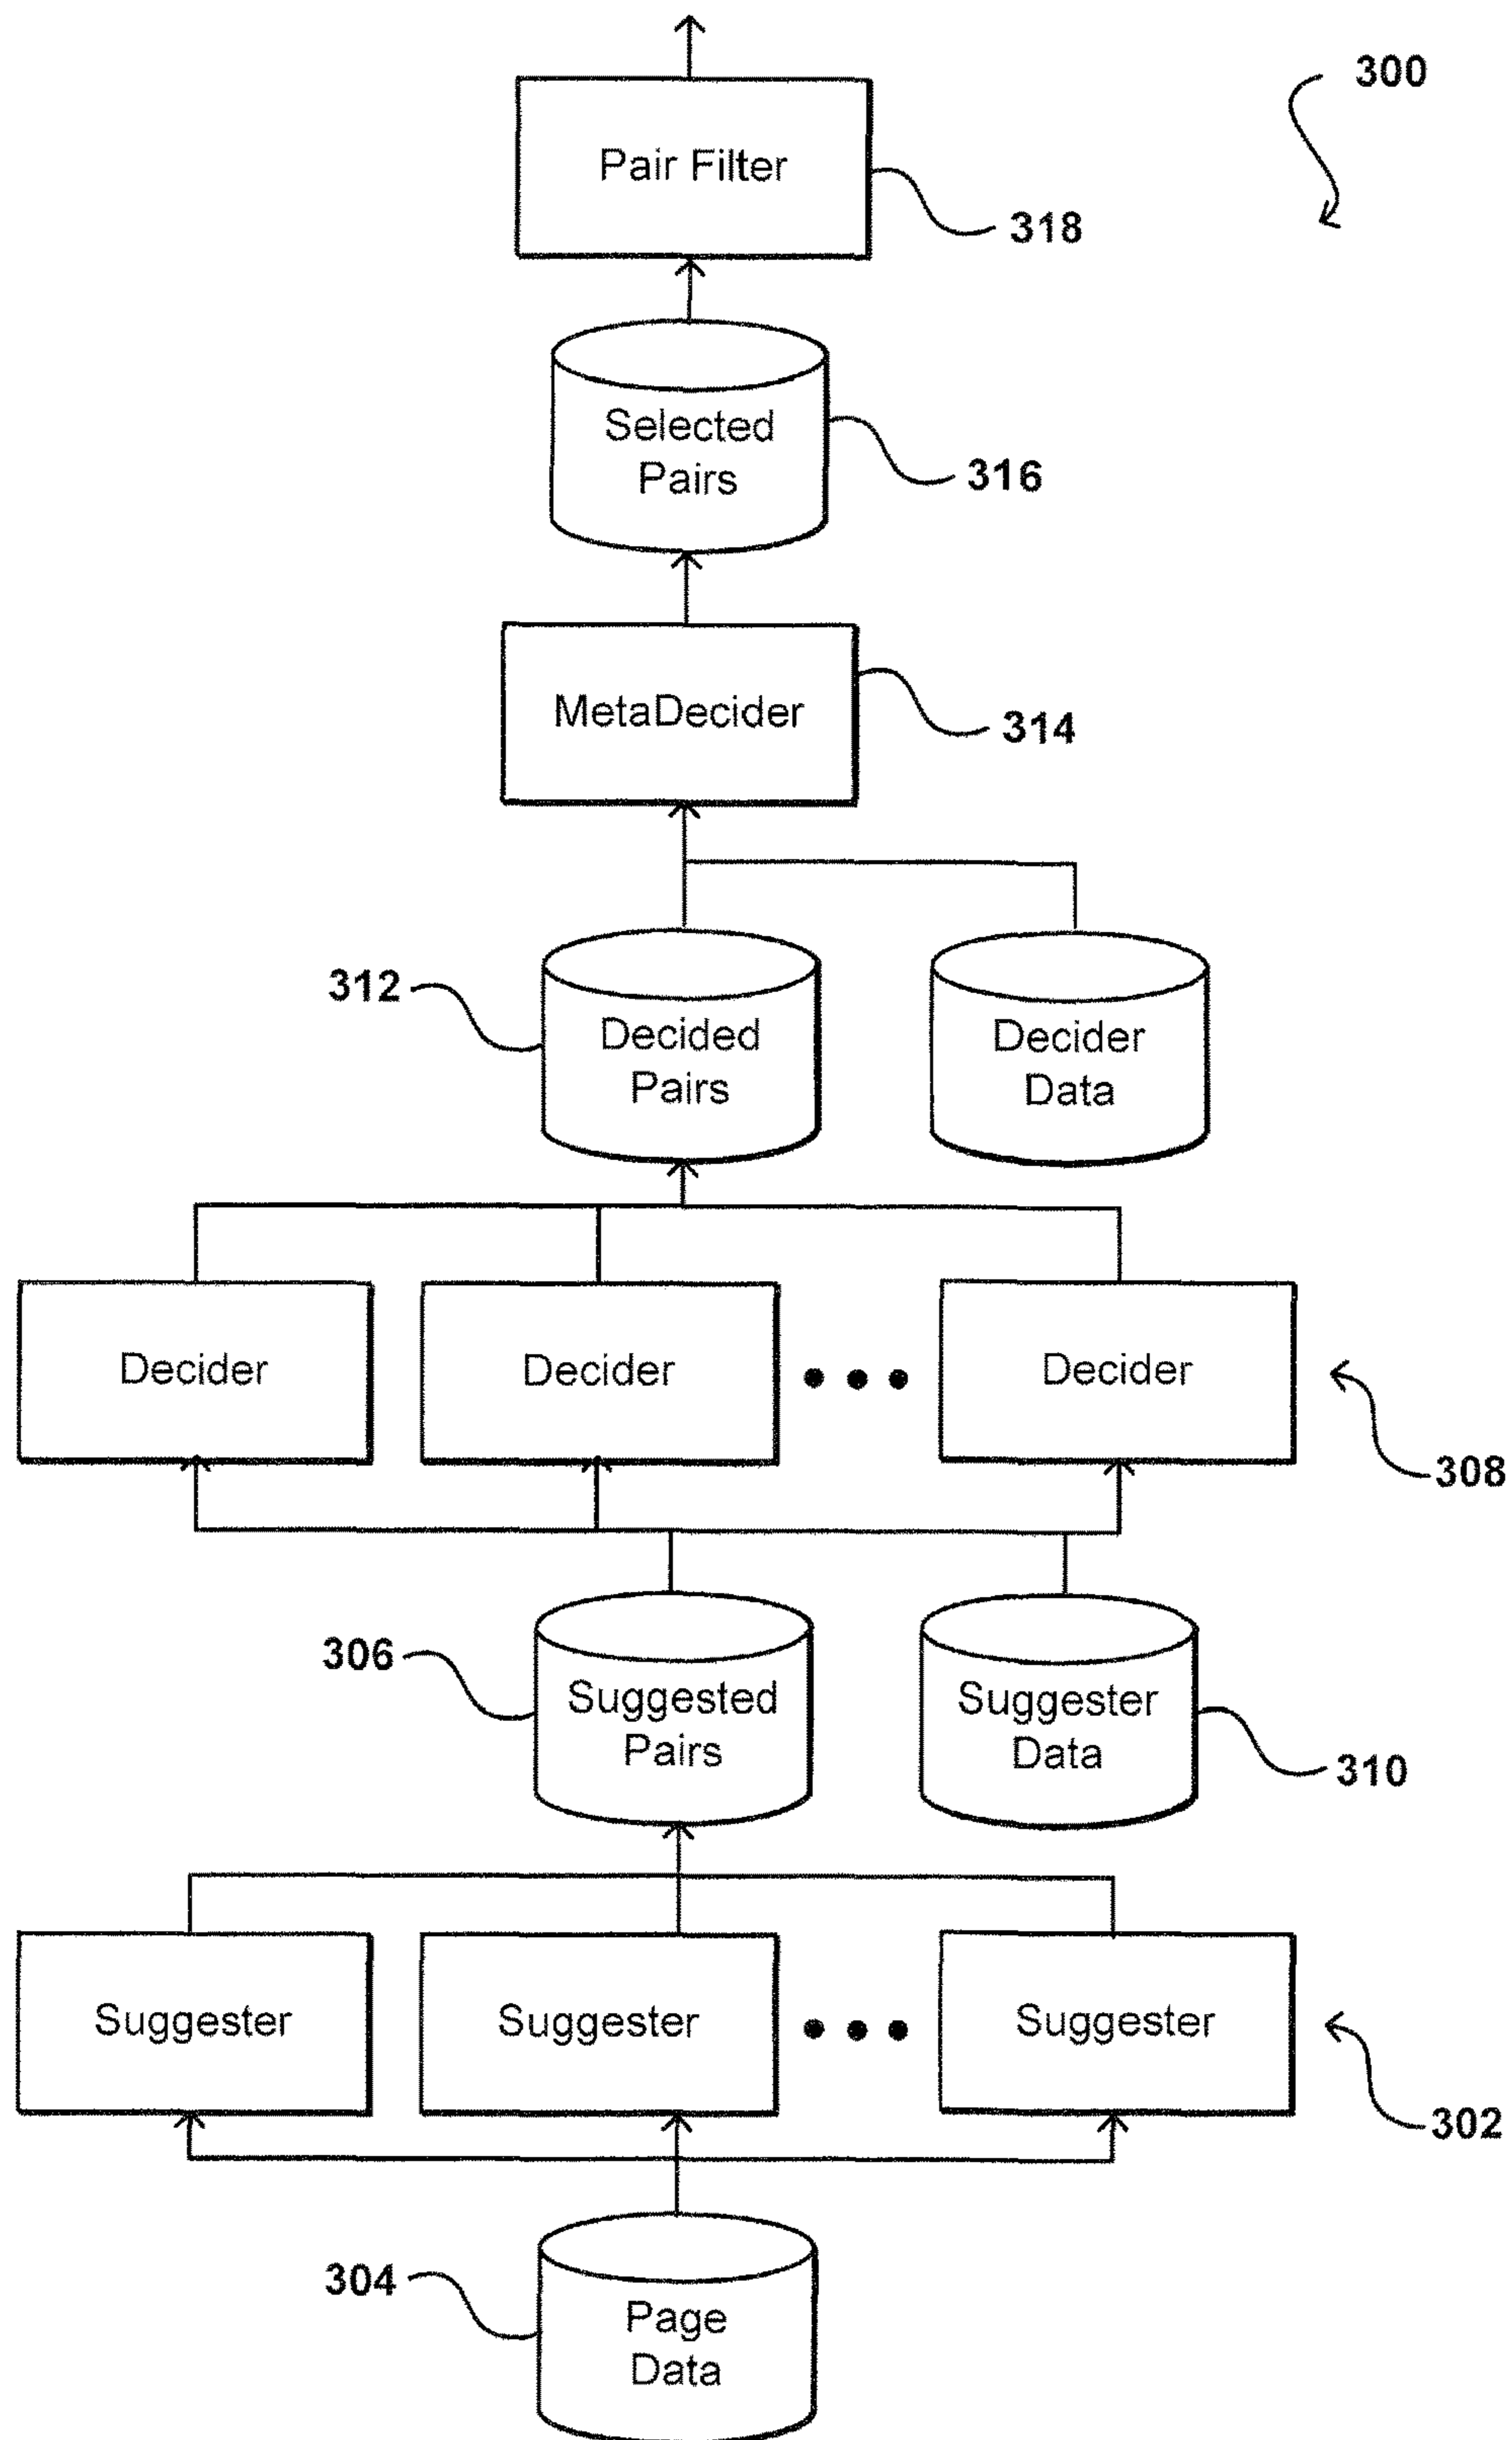 300
Pair Filter
318
Selected
Pairs
316
MetaDecider
314
312
Decided
Pairs
Decider
Data
Decider
Decider
Decider
308
306
Suggested
Pairs
Suggester
Data
310
Suggester
Suggester
Suggester
302
304
Page
Data